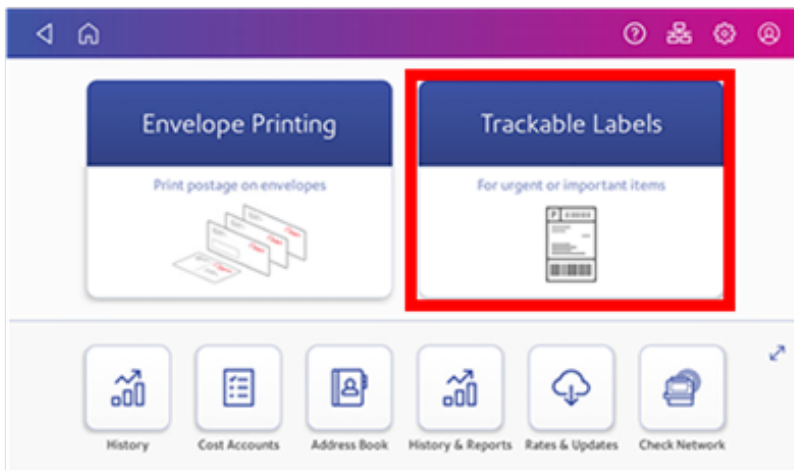 Envelope Printing
Print postage on envelopes
Trackable Labels
For urgent or important items
P
History
Cost Accounts
Address Book
History & Reports
Rates & Updates
Check Network